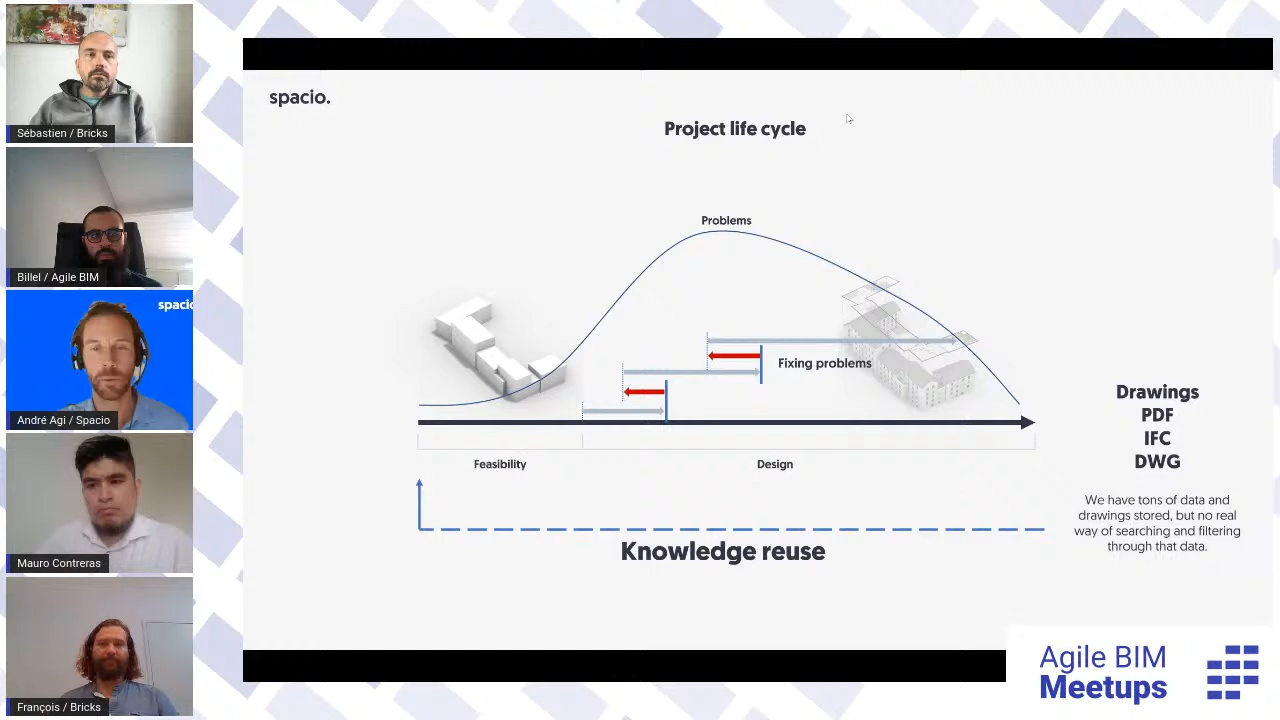 Sébastien / Bricks
Billel / Agile BIM
spacio
André Agi / Spacio
Mauro Contreras
François / Bricks
spacio.
Project life cycle
Problems
Fixing problems
Feasibility
Design
Knowledge reuse
Drawings
PDF
IFC
DWG
We have tons of data and
drawings stored, but no real
way of searching and filtering
through that data.
Agile BIM
Meetups